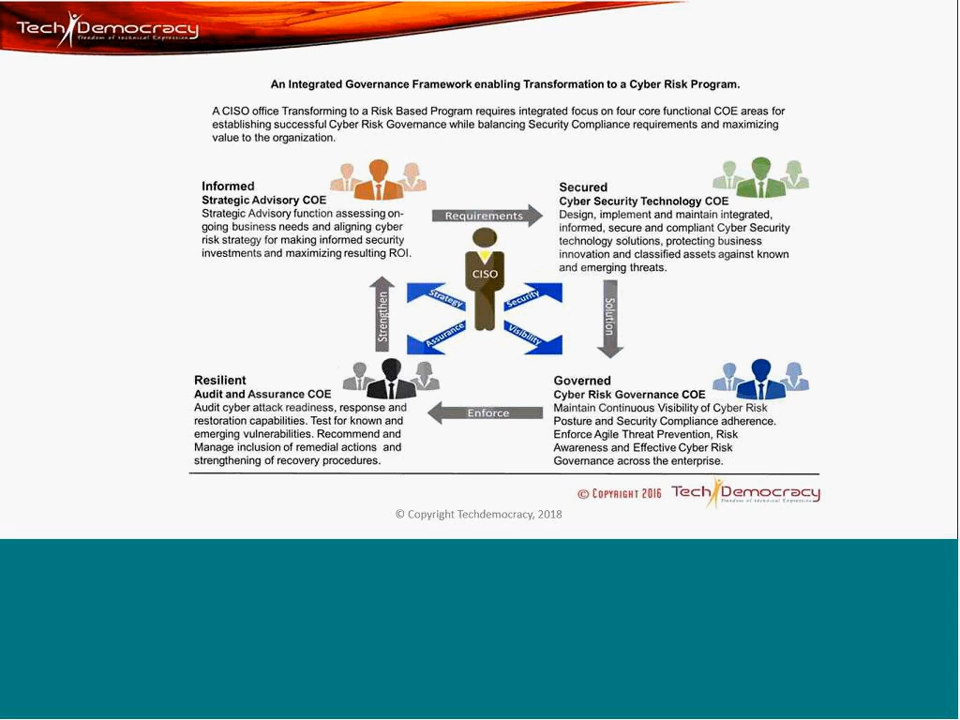 TechDemocracy
Freedom of technical Expression
An Integrated Governance Framework enabling Transformation to a Cyber Risk Program.
A CISO office Transforming to a Risk Based Program requires integrated focus on four core functional COE areas for
establishing successful Cyber Risk Governance while balancing Security Compliance requirements and maximizing
value to the organization.
Informed
Strategic Advisory COE
Strategic Advisory function assessing on-
going business needs and aligning cyber
risk strategy for making informed security
investments and maximizing resulting ROI.
Requirements
Secured
Cyber Security Technology COE
Design, implement and maintain integrated,
informed, secure and compliant Cyber Security
technology solutions, protecting business
innovation and classified assets against known
and emerging threats.
CISO
Strategy
Security
Assurance
Visibility
Strengthen
Solution
Resilient
Audit and Assurance COE
Audit cyber attack readiness, response and
restoration capabilities. Test for known and
emerging vulnerabilities. Recommend and
Manage inclusion of remedial actions and
strengthening of recovery procedures.
Enforce
Governed
Cyber Risk Governance COE
Maintain Continuous Visibility of Cyber Risk
Posture and Security Compliance adherence.
Enforce Agile Threat Prevention, Risk
Awareness and Effective Cyber Risk
Governance across the enterprise.
© Copyright 2016 TechDemocracy
Freedom of technical Expression
© Copyright Techdemocracy, 2018